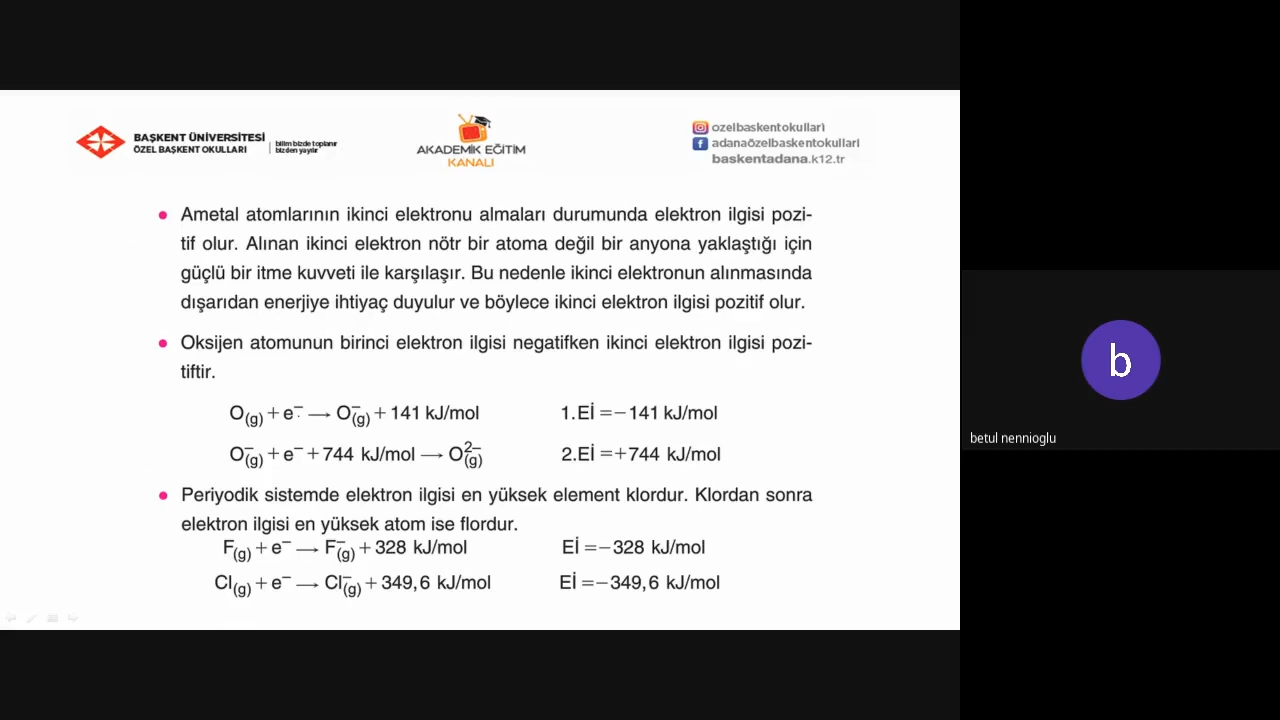 BAŞKENT ÜNİVERSİTESİ
ÖZEL BAŞKENT OKULLARI
bilim bizde toplanır
bizden yayılır
AKADEMİK EĞİTİM
KANALI
ozelbaskentokullari
adanaözelbaskentokullari
baskentadana.k12.tr
• Ametal atomlarının ikinci elektronu almaları durumunda elektron ilgisi pozi-
tif olur. Alınan ikinci elektron nötr bir atoma değil bir anyona yaklaştığı için
güçlü bir itme kuvveti ile karşılaşır. Bu nedenle ikinci elektronun alınmasında
dışarıdan enerjiye ihtiyaç duyulur ve böylece ikinci elektron ilgisi pozitif olur.
• Oksijen atomunun birinci elektron ilgisi negatifken ikinci elektron ilgisi pozi-
tiftir.
O(g) + e⁻ → O⁻(g) + 141 kJ/mol 1.Eİ = − 141 kJ/mol
O⁻(g) + e⁻ + 744 kJ/mol → O²⁻(g) 2.Eİ = + 744 kJ/mol
• Periyodik sistemde elektron ilgisi en yüksek element klordur. Klordan sonra
elektron ilgisi en yüksek atom ise flordur.
F(g) + e⁻ → F⁻(g) + 328 kJ/mol Eİ = − 328 kJ/mol
Cl(g) + e⁻ → Cl⁻(g) + 349,6 kJ/mol Eİ = − 349,6 kJ/mol
b
betul nennioglu